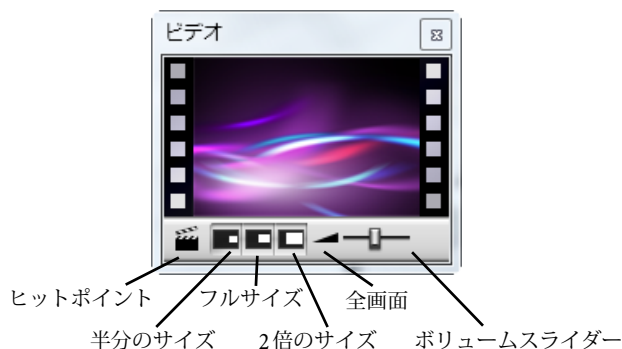 ビデオ
ヒットポイント フルサイズ 全画面
半分のサイズ 2倍のサイズ ボリュームスライダー